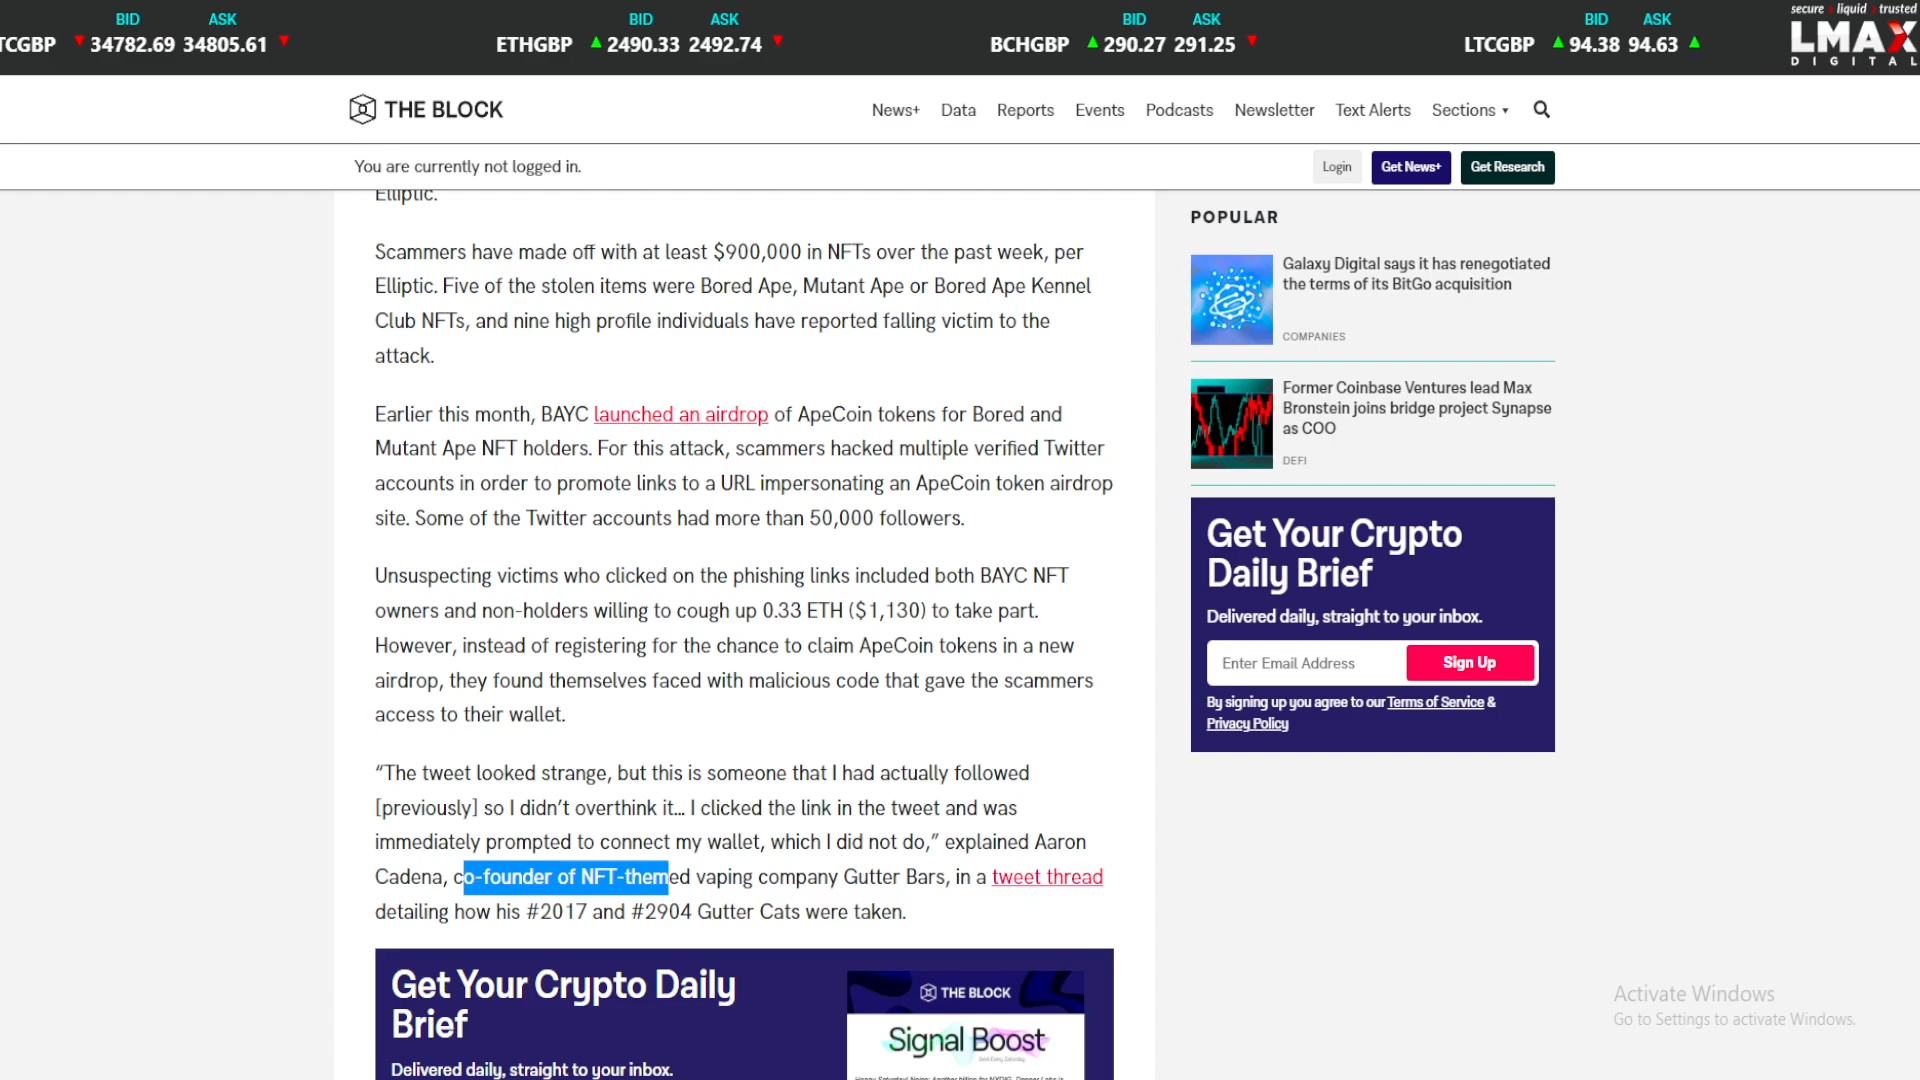 BID ASK BID ASK BID ASK BID ASK secure liquid trusted
TCGBP 34782.69 34805.61 ETHGBP 2490.33 2492.74 BCHGBP 290.27 291.25 LTCGBP 94.38 94.63 LMAX
DIGITAL
THE BLOCK News+ Data Reports Events Podcasts Newsletter Text Alerts Sections
You are currently not logged in. Login Get News+ Get Research
Elliptic.
Scammers have made off with at least $900,000 in NFTs over the past week, per
Elliptic. Five of the stolen items were Bored Ape, Mutant Ape or Bored Ape Kennel
Club NFTs, and nine high profile individuals have reported falling victim to the
attack.
Earlier this month, BAYC launched an airdrop of ApeCoin tokens for Bored and
Mutant Ape NFT holders. For this attack, scammers hacked multiple verified Twitter
accounts in order to promote links to a URL impersonating an ApeCoin token airdrop
site. Some of the Twitter accounts had more than 50,000 followers.
Unsuspecting victims who clicked on the phishing links included both BAYC NFT
owners and non-holders willing to cough up 0.33 ETH ($1,130) to take part.
However, instead of registering for the chance to claim ApeCoin tokens in a new
airdrop, they found themselves faced with malicious code that gave the scammers
access to their wallet.
“The tweet looked strange, but this is someone that I had actually followed
[previously] so I didn’t overthink it… I clicked the link in the tweet and was
immediately prompted to connect my wallet, which I did not do,” explained Aaron
Cadena, co-founder of NFT-themed vaping company Gutter Bars, in a tweet thread
detailing how his #2017 and #2904 Gutter Cats were taken.
Get Your Crypto Daily
Brief
Delivered daily, straight to your inbox.
THE BLOCK
Signal Boost
POPULAR
Galaxy Digital says it has renegotiated
the terms of its BitGo acquisition
COMPANIES
Former Coinbase Ventures lead Max
Bronstein joins bridge project Synapse
as COO
DEFI
Get Your Crypto
Daily Brief
Delivered daily, straight to your inbox.
Enter Email Address Sign Up
By signing up you agree to our Terms of Service &
Privacy Policy
Activate Windows
Go to Settings to activate Windows.